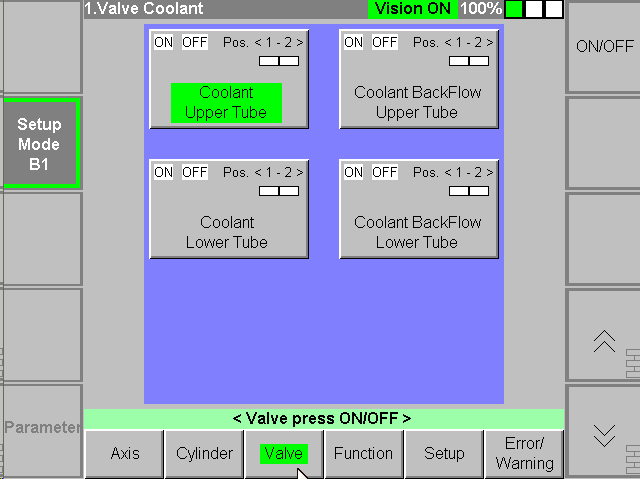 1.Valve Coolant Vision ON 100%
ON/OFF
Setup
Mode
B1
Parameter
ON OFF Pos. < 1 - 2 >
Coolant
Upper Tube
ON OFF Pos. < 1 - 2 >
Coolant BackFlow
Upper Tube
ON OFF Pos. < 1 - 2 >
Coolant
Lower Tube
ON OFF Pos. < 1 - 2 >
Coolant BackFlow
Lower Tube
< Valve press ON/OFF >
Axis
Cylinder
Valve
Function
Setup
Error/
Warning